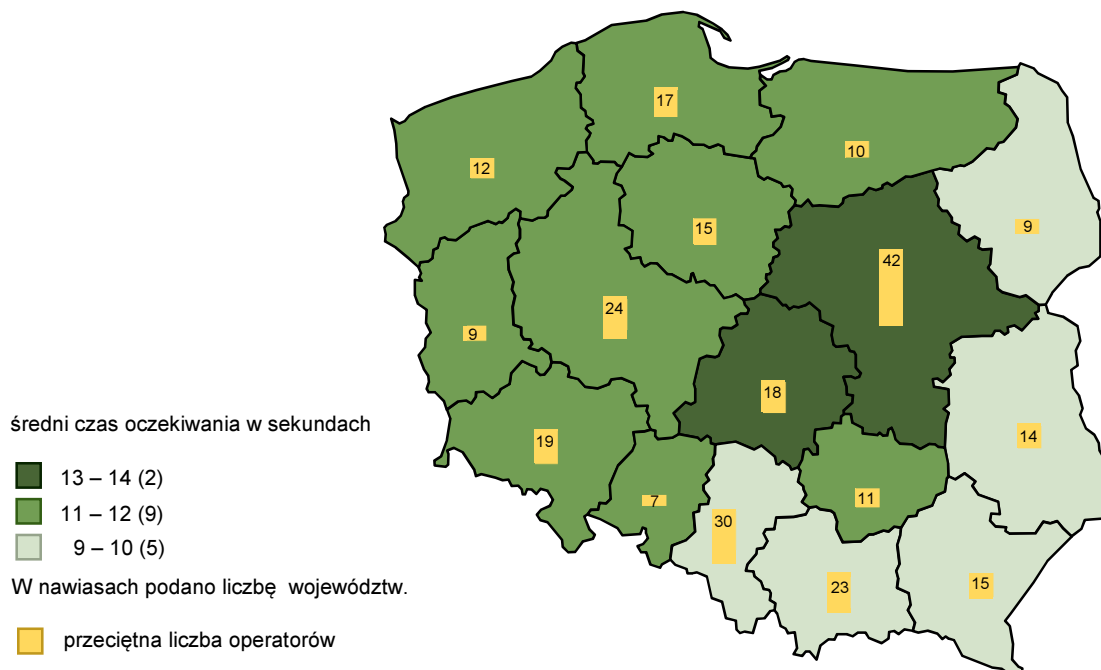 17
10
12
15
9
42
24
9
18
14
19
7
11
30
23
15
średni czas oczekiwania w sekundach
13 – 14 (2)
11 – 12 (9)
9 – 10 (5)
W nawiasach podano liczbę województw.
przeciętna liczba operatorów